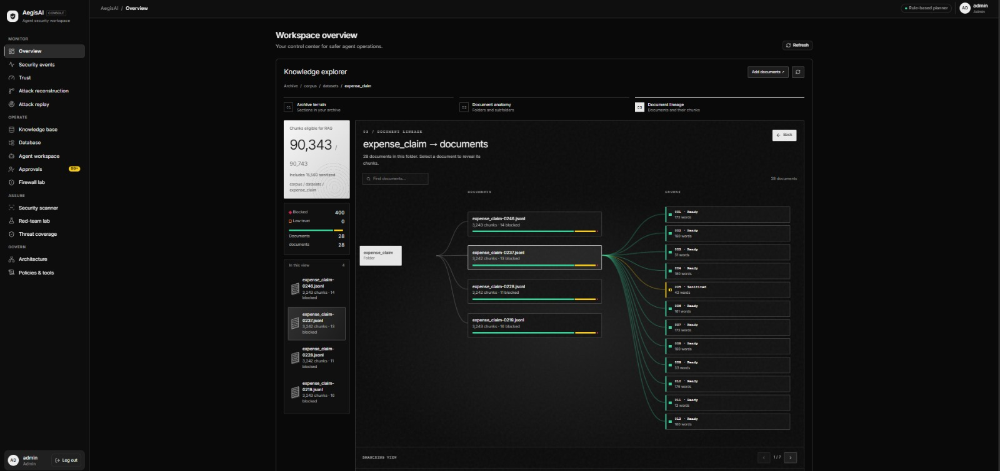 AegisAI CONSOLE
Agent security workspace
AegisAI / Overview
Rule-based planner
AD
admin
Admin
MONITOR
Overview
Security events
Trust
Attack reconstruction
Attack replay
OPERATE
Knowledge base
Database
Agent workspace
Approvals 99+
Firewall lab
ASSURE
Security scanner
Red-team lab
Threat coverage
GOVERN
Architecture
Policies & tools
AD
admin
Admin
Log out
Workspace overview
Your control center for safer agent operations.
Refresh
Knowledge explorer
Add documents ↗
Archive / corpus / datasets / expense_claim
01
Archive terrain
Sections in your archive
02
Document anatomy
Folders and subfolders
03
Document lineage
Documents and their chunks
Chunks eligible for RAG
90,343 /
90,743
Includes 15,560 sanitized
corpus / datasets /
expense_claim
Blocked 400
Low trust 0
Documents 28
documents 28
In this view 4
expense_claim-
0246.jsonl
3,243 chunks · 14
blocked
expense_claim-
0237.jsonl
3,242 chunks · 13
blocked
expense_claim-
0228.jsonl
3,242 chunks · 11
blocked
expense_claim-
0219.jsonl
3,243 chunks · 16
blocked
03 / DOCUMENT LINEAGE
expense_claim → documents
28 documents in this folder. Select a document to reveal its
chunks.
← Back
Find documents...
28 documents
DOCUMENTS
CHUNKS
expense_claim
Folder
expense_claim-0246.jsonl
3,243 chunks · 14 blocked
expense_claim-0237.jsonl
3,242 chunks · 13 blocked
expense_claim-0228.jsonl
3,242 chunks · 11 blocked
expense_claim-0219.jsonl
3,243 chunks · 16 blocked
001 · Ready
173 words
002 · Ready
180 words
003 · Ready
31 words
004 · Ready
180 words
005 · Sanitized
43 words
006 · Ready
161 words
007 · Ready
173 words
008 · Ready
180 words
009 · Ready
33 words
010 · Ready
179 words
011 · Ready
13 words
012 · Ready
160 words
BRANCHING VIEW
‹ 1 / 7 ›